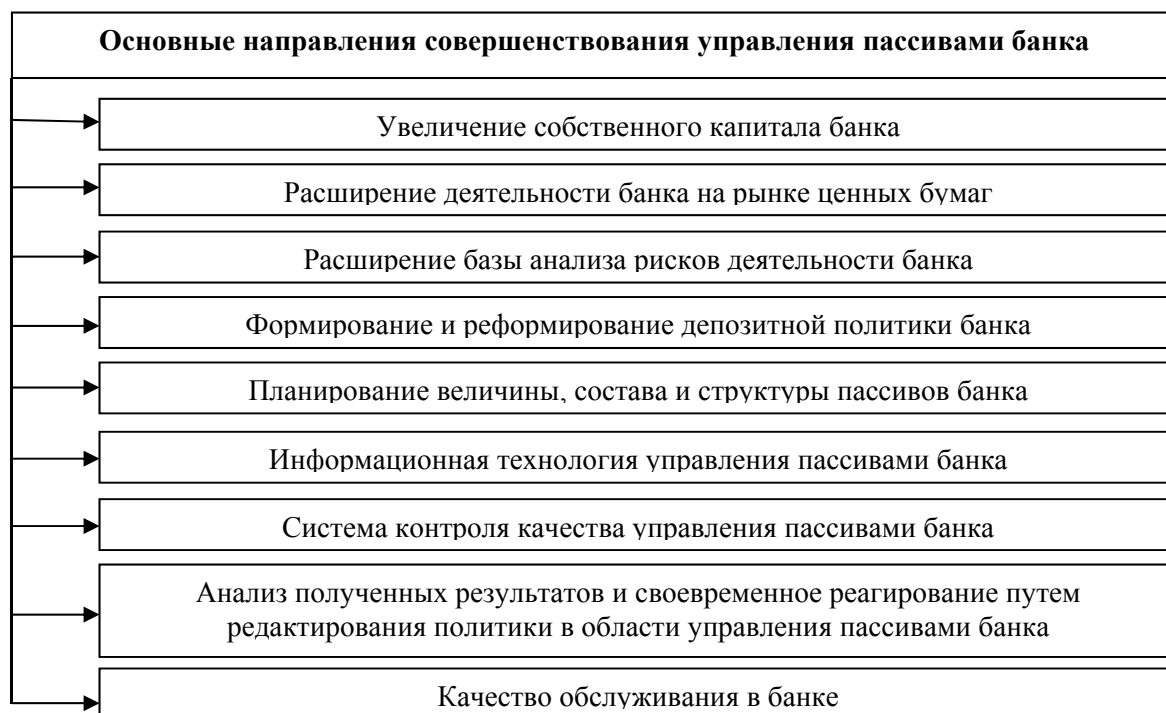 Основные направления совершенствования управления пассивами банка
Увеличение собственного капитала банка
Расширение деятельности банка на рынке ценных бумаг
Расширение базы анализа рисков деятельности банка
Формирование и реформирование депозитной политики банка
Планирование величины, состава и структуры пассивов банка
Информационная технология управления пассивами банка
Система контроля качества управления пассивами банка
Анализ полученных результатов и своевременное реагирование путем
редактирования политики в области управления пассивами банка
Качество обслуживания в банке